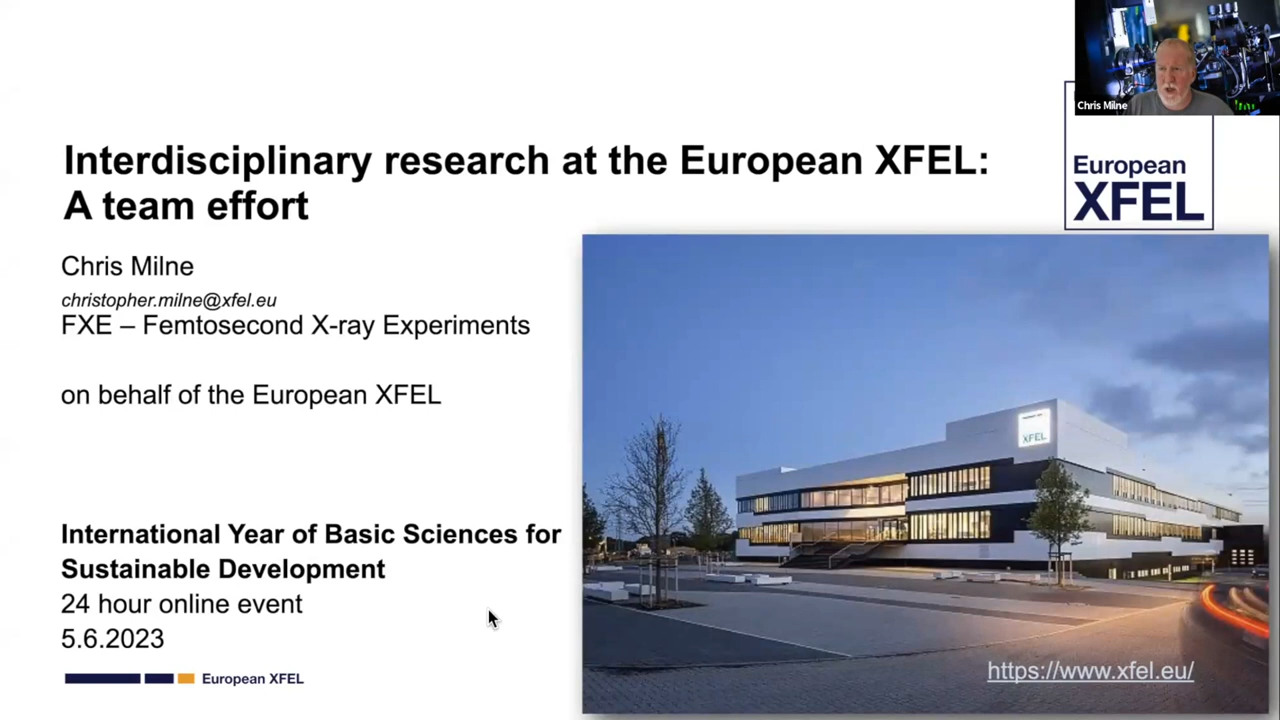 Chris Milne
Interdisciplinary research at the European XFEL:
A team effort
European
XFEL
Chris Milne
christopher.milne@xfel.eu
FXE – Femtosecond X-ray Experiments
on behalf of the European XFEL
XFEL
International Year of Basic Sciences for
Sustainable Development
24 hour online event
5.6.2023
https://www.xfel.eu/
European XFEL